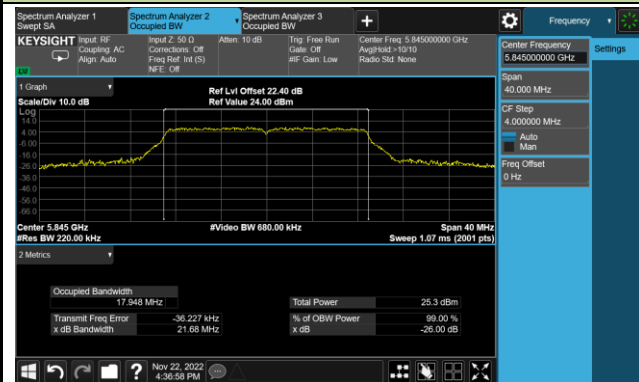 Spectrum Analyzer 1
Swept SA
Spectrum Analyzer 2
Occupied BW
Spectrum Analyzer 3
Occupied BW
Frequency
KEYSIGHT
Input: RF
Coupling: AC
Align: Auto
Input Z: 50 Ω
Corrections: Off
Freq Ref: Int (S)
NFE: Off
Atten: 10 dB
Trig: Free Run
Gate: Off
#IF Gain: Low
Center Freq: 5.845000000 GHz
Avg|Hold:>10/10
Radio Std: None
LVI
Center Frequency
5.845000000 GHz
Settings
Span
40.000 MHz
CF Step
4.000000 MHz
Auto
Man
Freq Offset
0 Hz
1 Graph
Scale/Div 10.0 dB
Ref Lvl Offset 22.40 dB
Ref Value 24.00 dBm
Log
14.0
4.00
-6.00
-16.0
-26.0
-36.0
-46.0
-56.0
-66.0
Center 5.845 GHz
#Res BW 220.00 kHz
#Video BW 680.00 kHz
Span 40 MHz
Sweep 1.07 ms (2001 pts)
2 Metrics
Occupied Bandwidth
17.948 MHz
Total Power
25.3 dBm
Transmit Freq Error
-36.227 kHz
% of OBW Power
99.00 %
x dB Bandwidth
21.68 MHz
x dB
-26.00 dB
?
Nov 22, 2022
4:36:58 PM